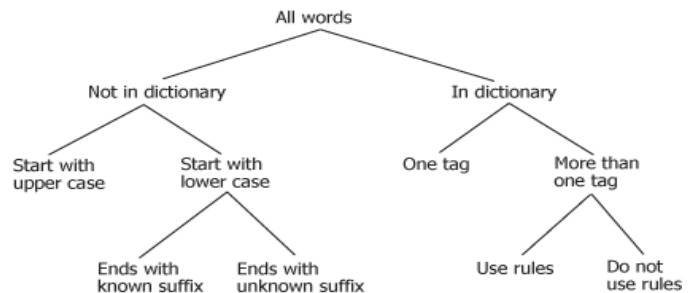 All words
Not in dictionary
In dictionary
Start with
upper case
Start with
lower case
One tag
More than
one tag
Ends with
known suffix
Ends with
unknown suffix
Use rules
Do not
use rules